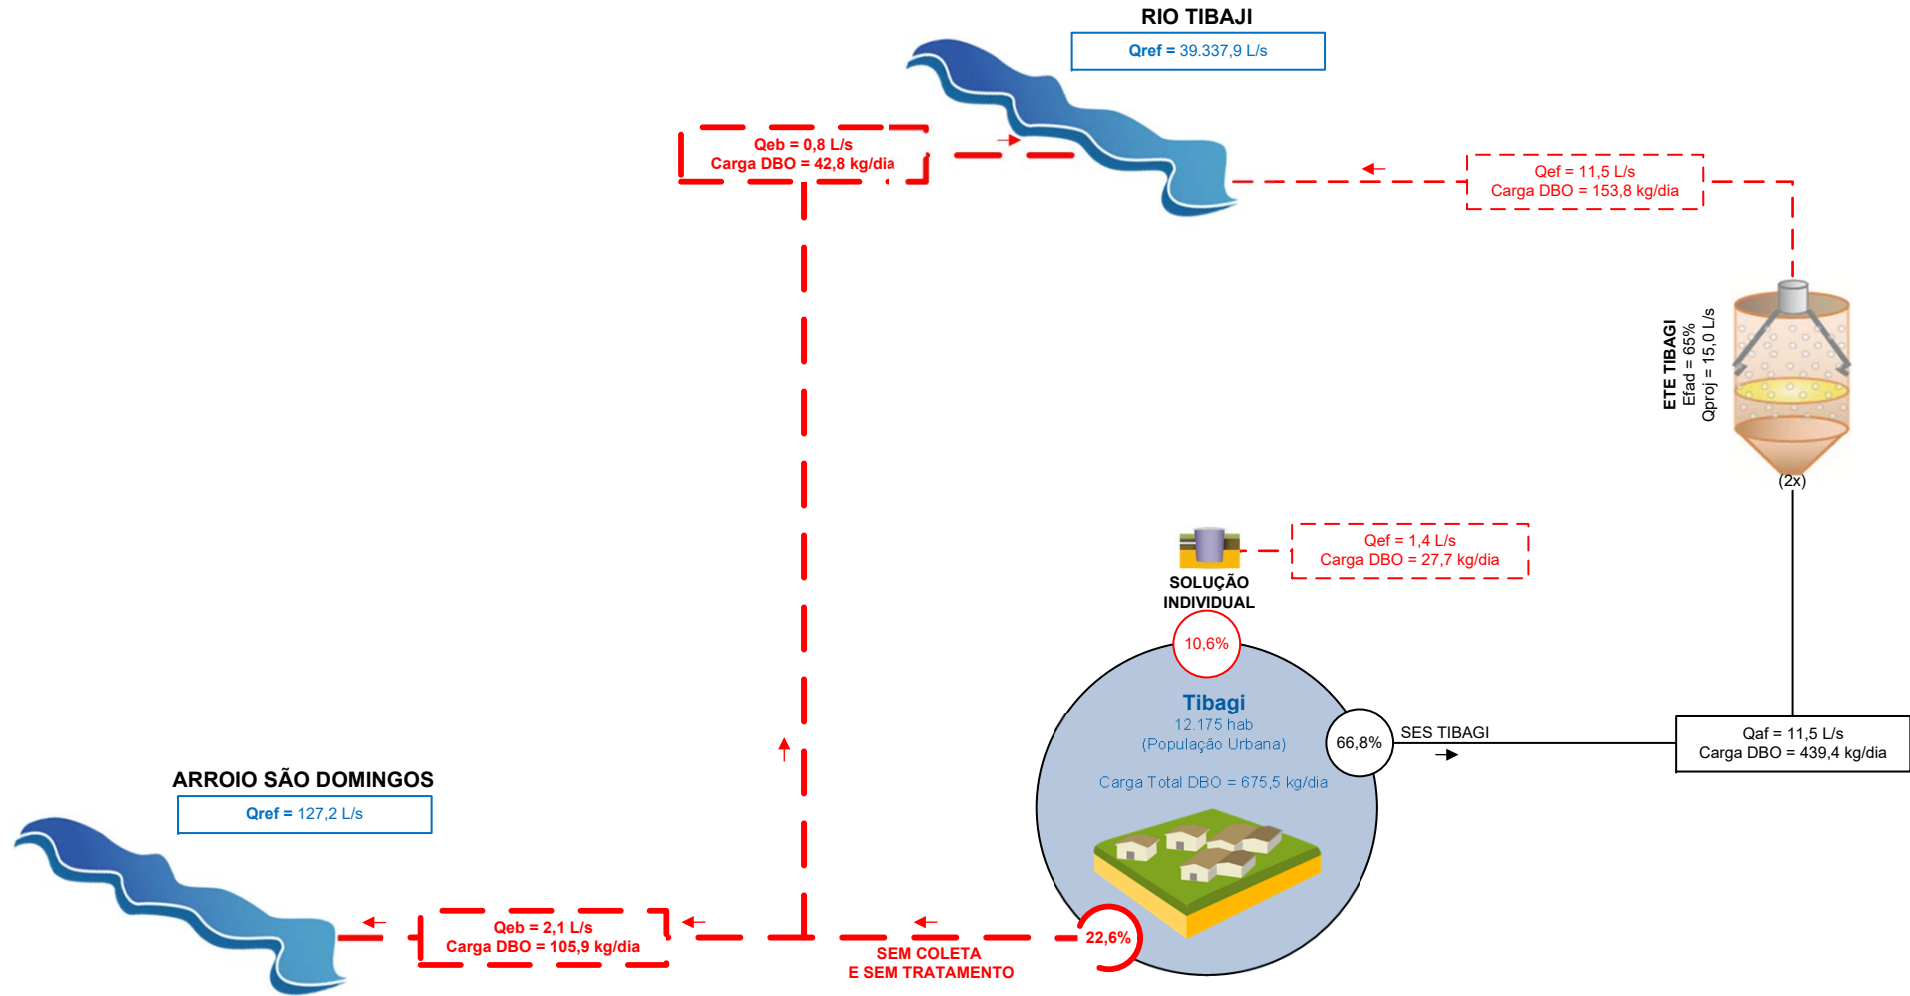 RIO TIBAJI
Qref = 39.337,9 L/s
Qeb = 0,8 L/s
Carga DBO = 42,8 kg/dia
Qef = 11,5 L/s
Carga DBO = 153,8 kg/dia
ETE TIBAGI
Efad = 65%
Qproj = 15,0 L/s
(2x)
Qef = 1,4 L/s
Carga DBO = 27,7 kg/dia
SOLUÇÃO
INDIVIDUAL
10,6%
Tibagi
12.175 hab
(População Urbana)
Carga Total DBO = 675,5 kg/dia
66,8%
SES TIBAGI
Qaf = 11,5 L/s
Carga DBO = 439,4 kg/dia
ARROIO SÃO DOMINGOS
Qref = 127,2 L/s
Qeb = 2,1 L/s
Carga DBO = 105,9 kg/dia
22,6%
SEM COLETA
E SEM TRATAMENTO